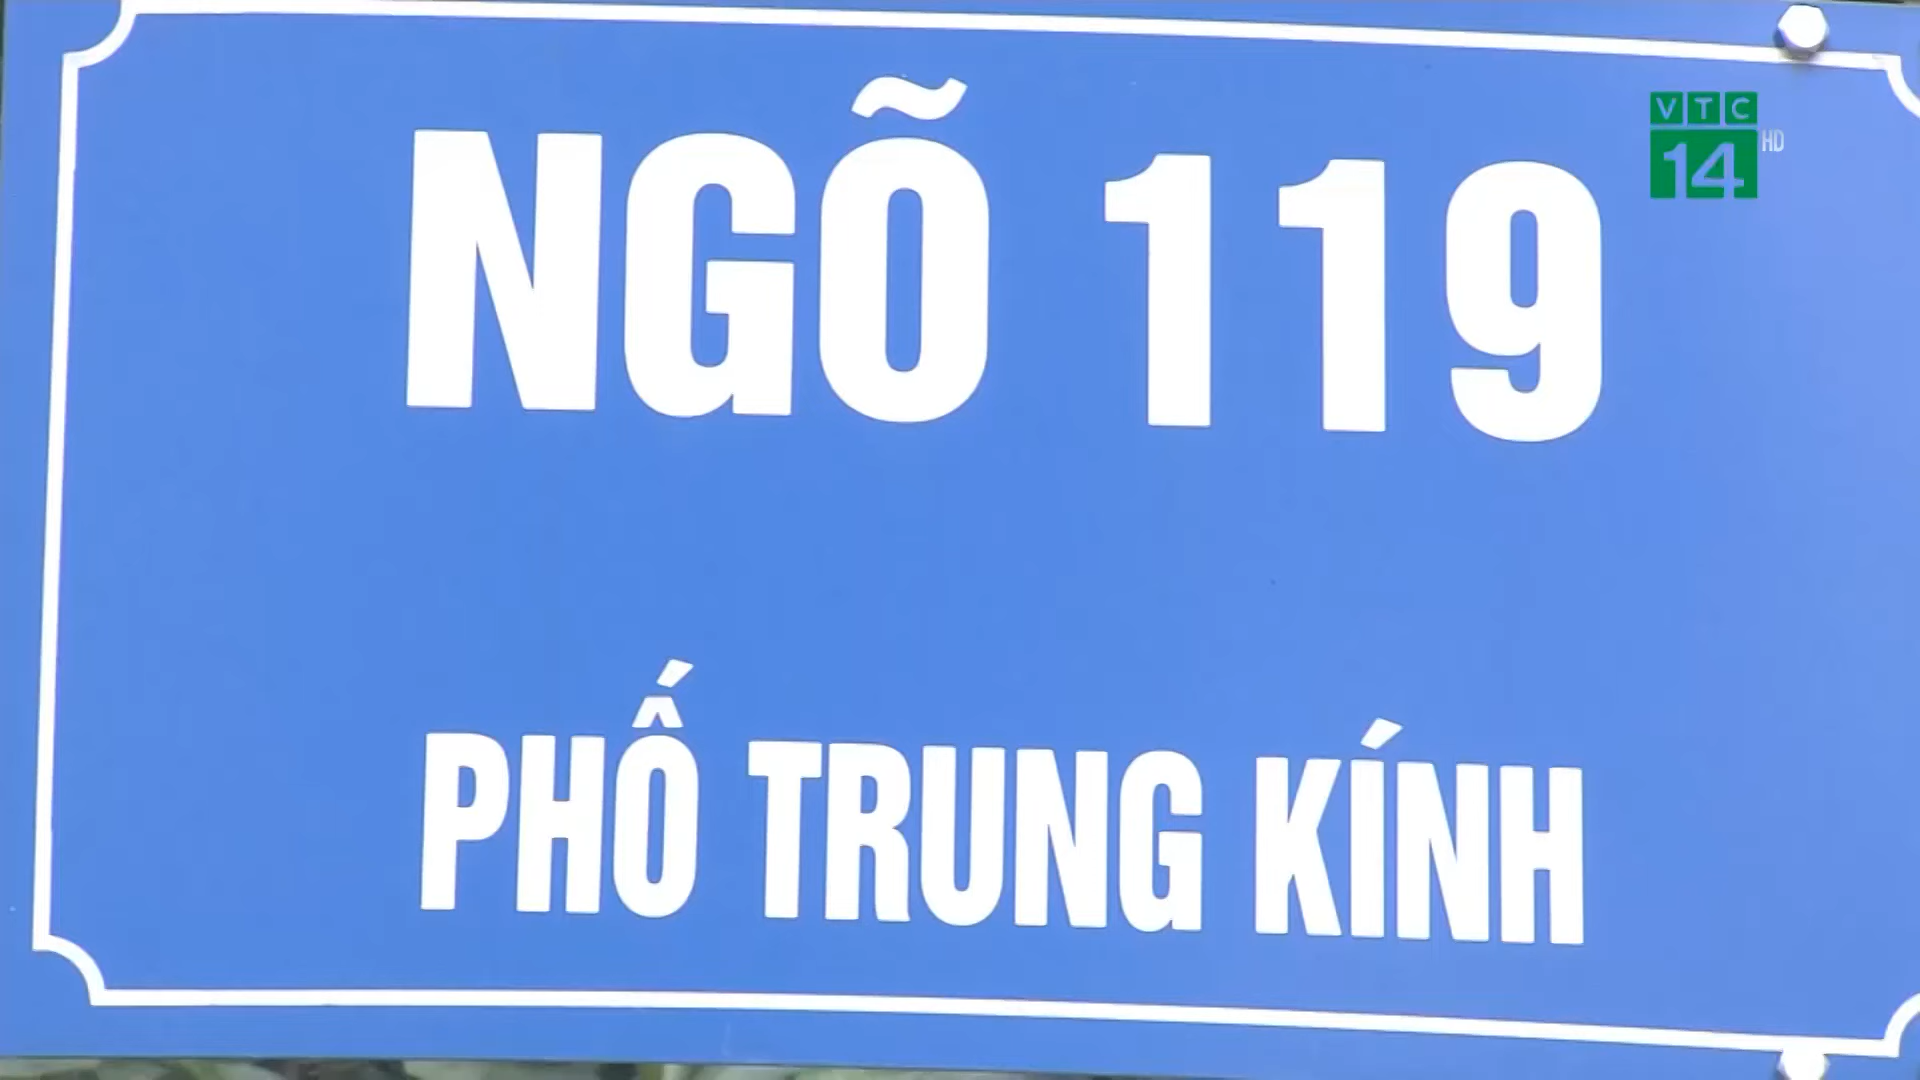 NGÕ 119
VTC
14 HD
PHỐ TRUNG KÍNH